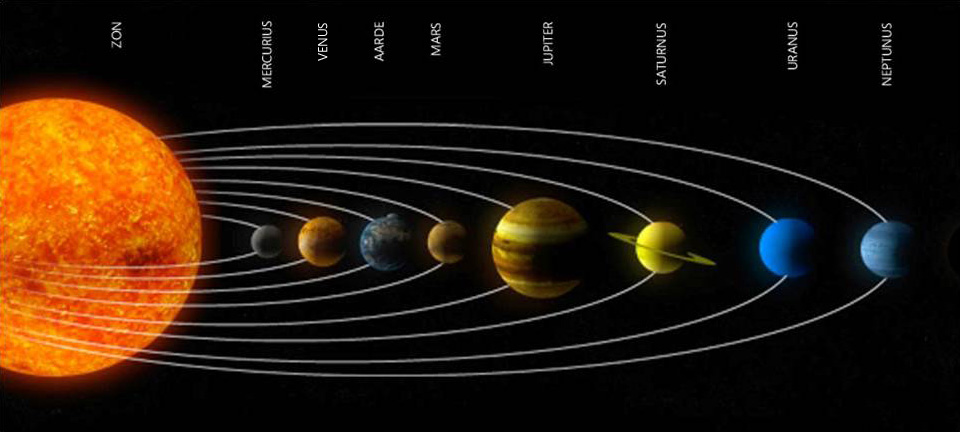 ZON
MERCURIUS
VENUS
AARDE
MARS
JUPITER
SATURNUS
URANUS
NEPTUNUS